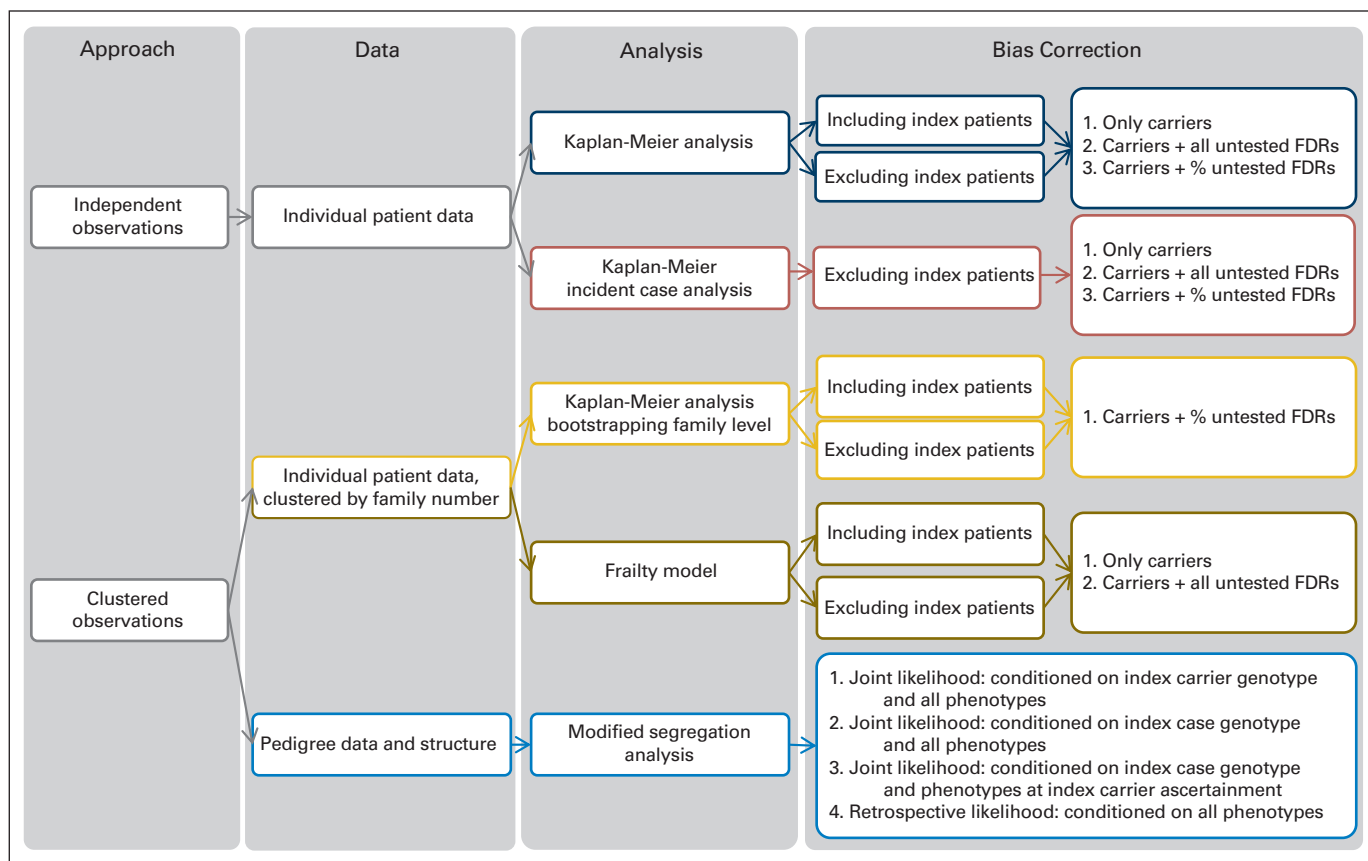 Approach
Data
Analysis
Bias Correction
Independent
observations
Individual patient data
Kaplan-Meier analysis
Including index patients
Excluding index patients
1. Only carriers
2. Carriers + all untested FDRs
3. Carriers + % untested FDRs
Kaplan-Meier
incident case analysis
Excluding index patients
1. Only carriers
2. Carriers + all untested FDRs
3. Carriers + % untested FDRs
Clustered
observations
Individual patient data,
clustered by family number
Kaplan-Meier analysis
bootstrapping family level
Including index patients
Excluding index patients
1. Carriers + % untested FDRs
Frailty model
Including index patients
Excluding index patients
1. Only carriers
2. Carriers + all untested FDRs
Pedigree data and structure
Modified segregation
analysis
1. Joint likelihood: conditioned on index carrier genotype
and all phenotypes
2. Joint likelihood: conditioned on index case genotype
and all phenotypes
3. Joint likelihood: conditioned on index case genotype
and phenotypes at index carrier ascertainment
4. Retrospective likelihood: conditioned on all phenotypes